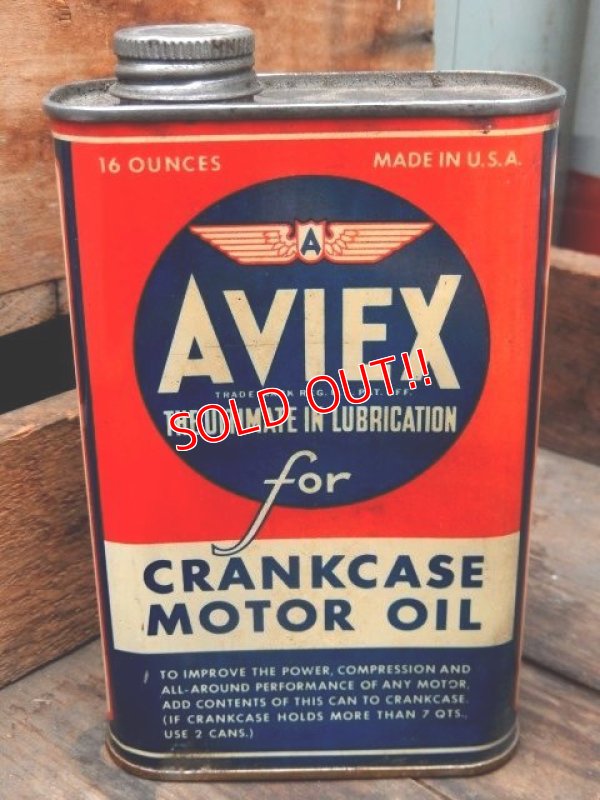 16 OUNCES MADE IN U.S.A.
A
AVIEX
TRADE
THE ULTIMATE IN LUBRICATION
SOLD OUT!!
for
CRANKCASE
MOTOR OIL
TO IMPROVE THE POWER, COMPRESSION AND
ALL-AROUND PERFORMANCE OF ANY MOTOR,
ADD CONTENTS OF THIS CAN TO CRANKCASE.
(IF CRANKCASE HOLDS MORE THAN 7 QTS.,
USE 2 CANS.)